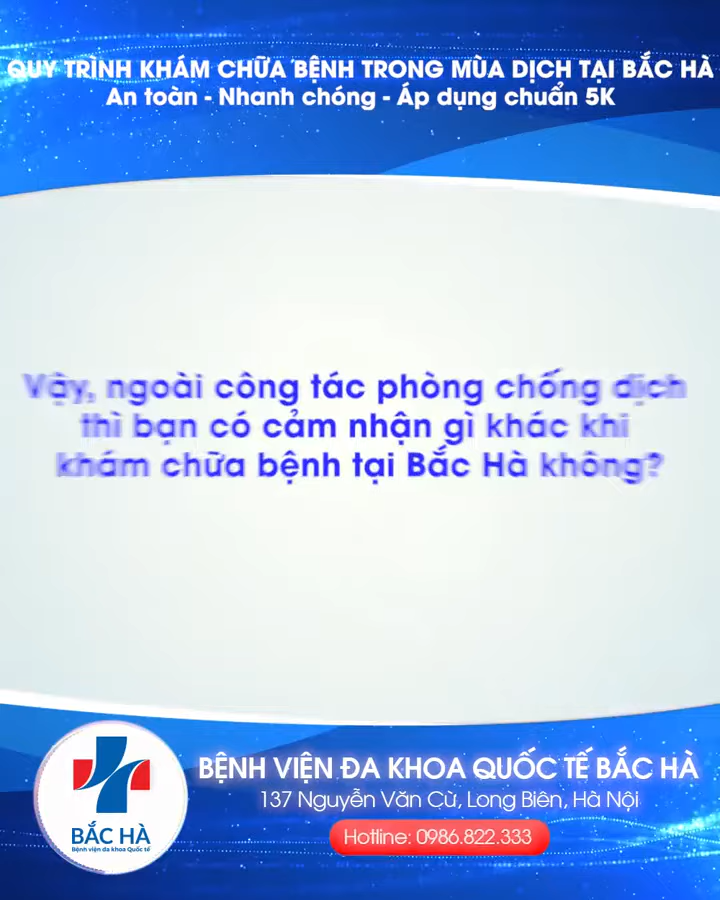 QUY TRÌNH KHÁM CHỮA BỆNH TRONG MÙA DỊCH TẠI BẮC HÀ
An toàn - Nhanh chóng - Áp dụng chuẩn 5K
Vậy, ngoài công tác phòng chống dịch
thì bạn có cảm nhận gì khác khi
khám chữa bệnh tại Bắc Hà không?
BỆNH VIỆN ĐA KHOA QUỐC TẾ BẮC HÀ
137 Nguyễn Văn Cừ, Long Biên, Hà Nội
Hotline: 0986.822.333
BẮC HÀ
Bệnh viện đa khoa Quốc tế